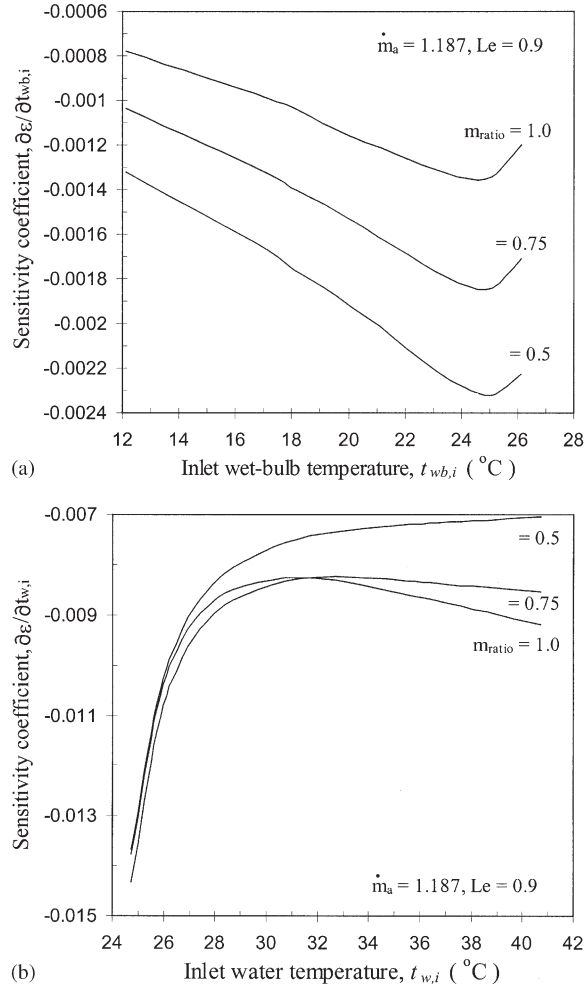 -0.0006
-0.0008
-0.001
-0.0012
-0.0014
-0.0016
-0.0018
-0.002
-0.0022
-0.0024
Sensitivity coefficient, ∂ε/∂twb,i
ṁa = 1.187, Le = 0.9
mratio = 1.0
= 0.75
= 0.5
12 14 16 18 20 22 24 26 28
(a) Inlet wet-bulb temperature, t wb,i ( °C )
-0.007
-0.009
-0.011
-0.013
-0.015
Sensitivity coefficient, ∂ε/∂tw,i
= 0.5
= 0.75
mratio = 1.0
ṁa = 1.187, Le = 0.9
24 26 28 30 32 34 36 38 40 42
(b) Inlet water temperature, t w,i ( °C )